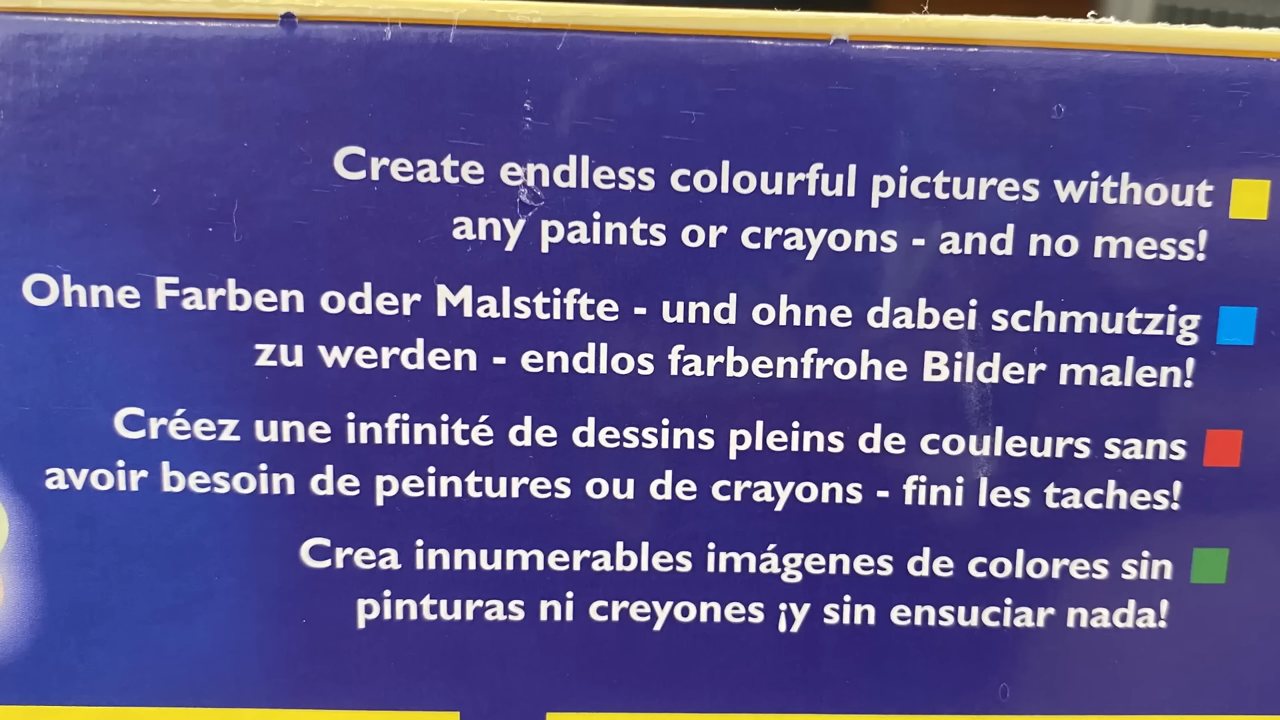 Create endless colourful pictures without
any paints or crayons - and no mess!
Ohne Farben oder Malstifte - und ohne dabei schmutzig
zu werden - endlos farbenfrohe Bilder malen!
Créez une infinité de dessins pleins de couleurs sans
avoir besoin de peintures ou de crayons - fini les taches!
Crea innumerables imágenes de colores sin
pinturas ni creyones ¡y sin ensuciar nada!